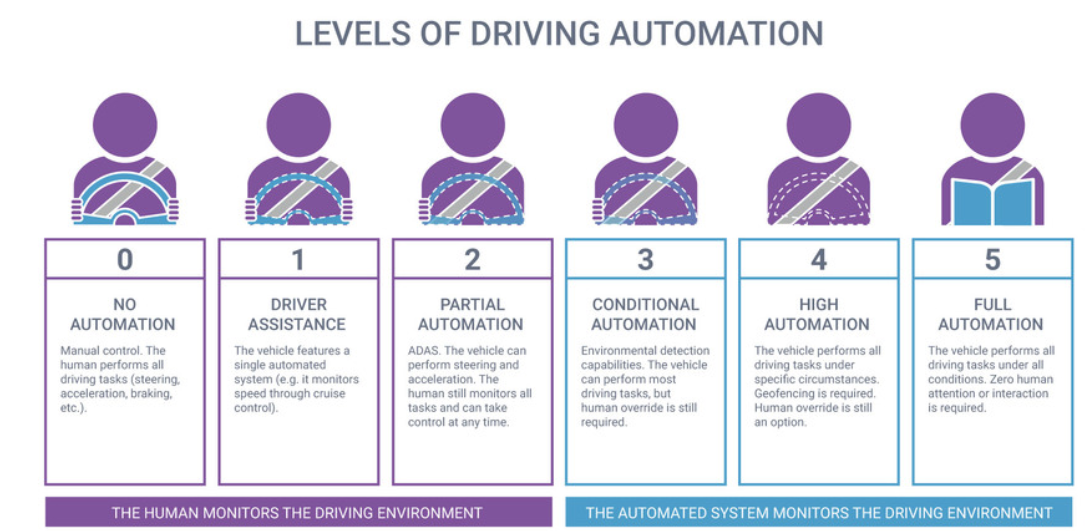 LEVELS OF DRIVING AUTOMATION
0
NO
AUTOMATION
Manual control. The
human performs all
driving tasks (steering,
acceleration, braking,
etc.).
1
DRIVER
ASSISTANCE
The vehicle features a
single automated
system (e.g. it monitors
speed through cruise
control).
2
PARTIAL
AUTOMATION
ADAS. The vehicle can
perform steering and
acceleration. The
human still monitors all
tasks and can take
control at any time.
3
CONDITIONAL
AUTOMATION
Environmental detection
capabilities. The vehicle
can perform most
driving tasks, but
human override is still
required.
4
HIGH
AUTOMATION
The vehicle performs all
driving tasks under
specific circumstances.
Geofencing is required.
Human override is still
an option.
5
FULL
AUTOMATION
The vehicle performs all
driving tasks under all
conditions. Zero human
attention or interaction
is required.
THE HUMAN MONITORS THE DRIVING ENVIRONMENT
THE AUTOMATED SYSTEM MONITORS THE DRIVING ENVIRONMENT